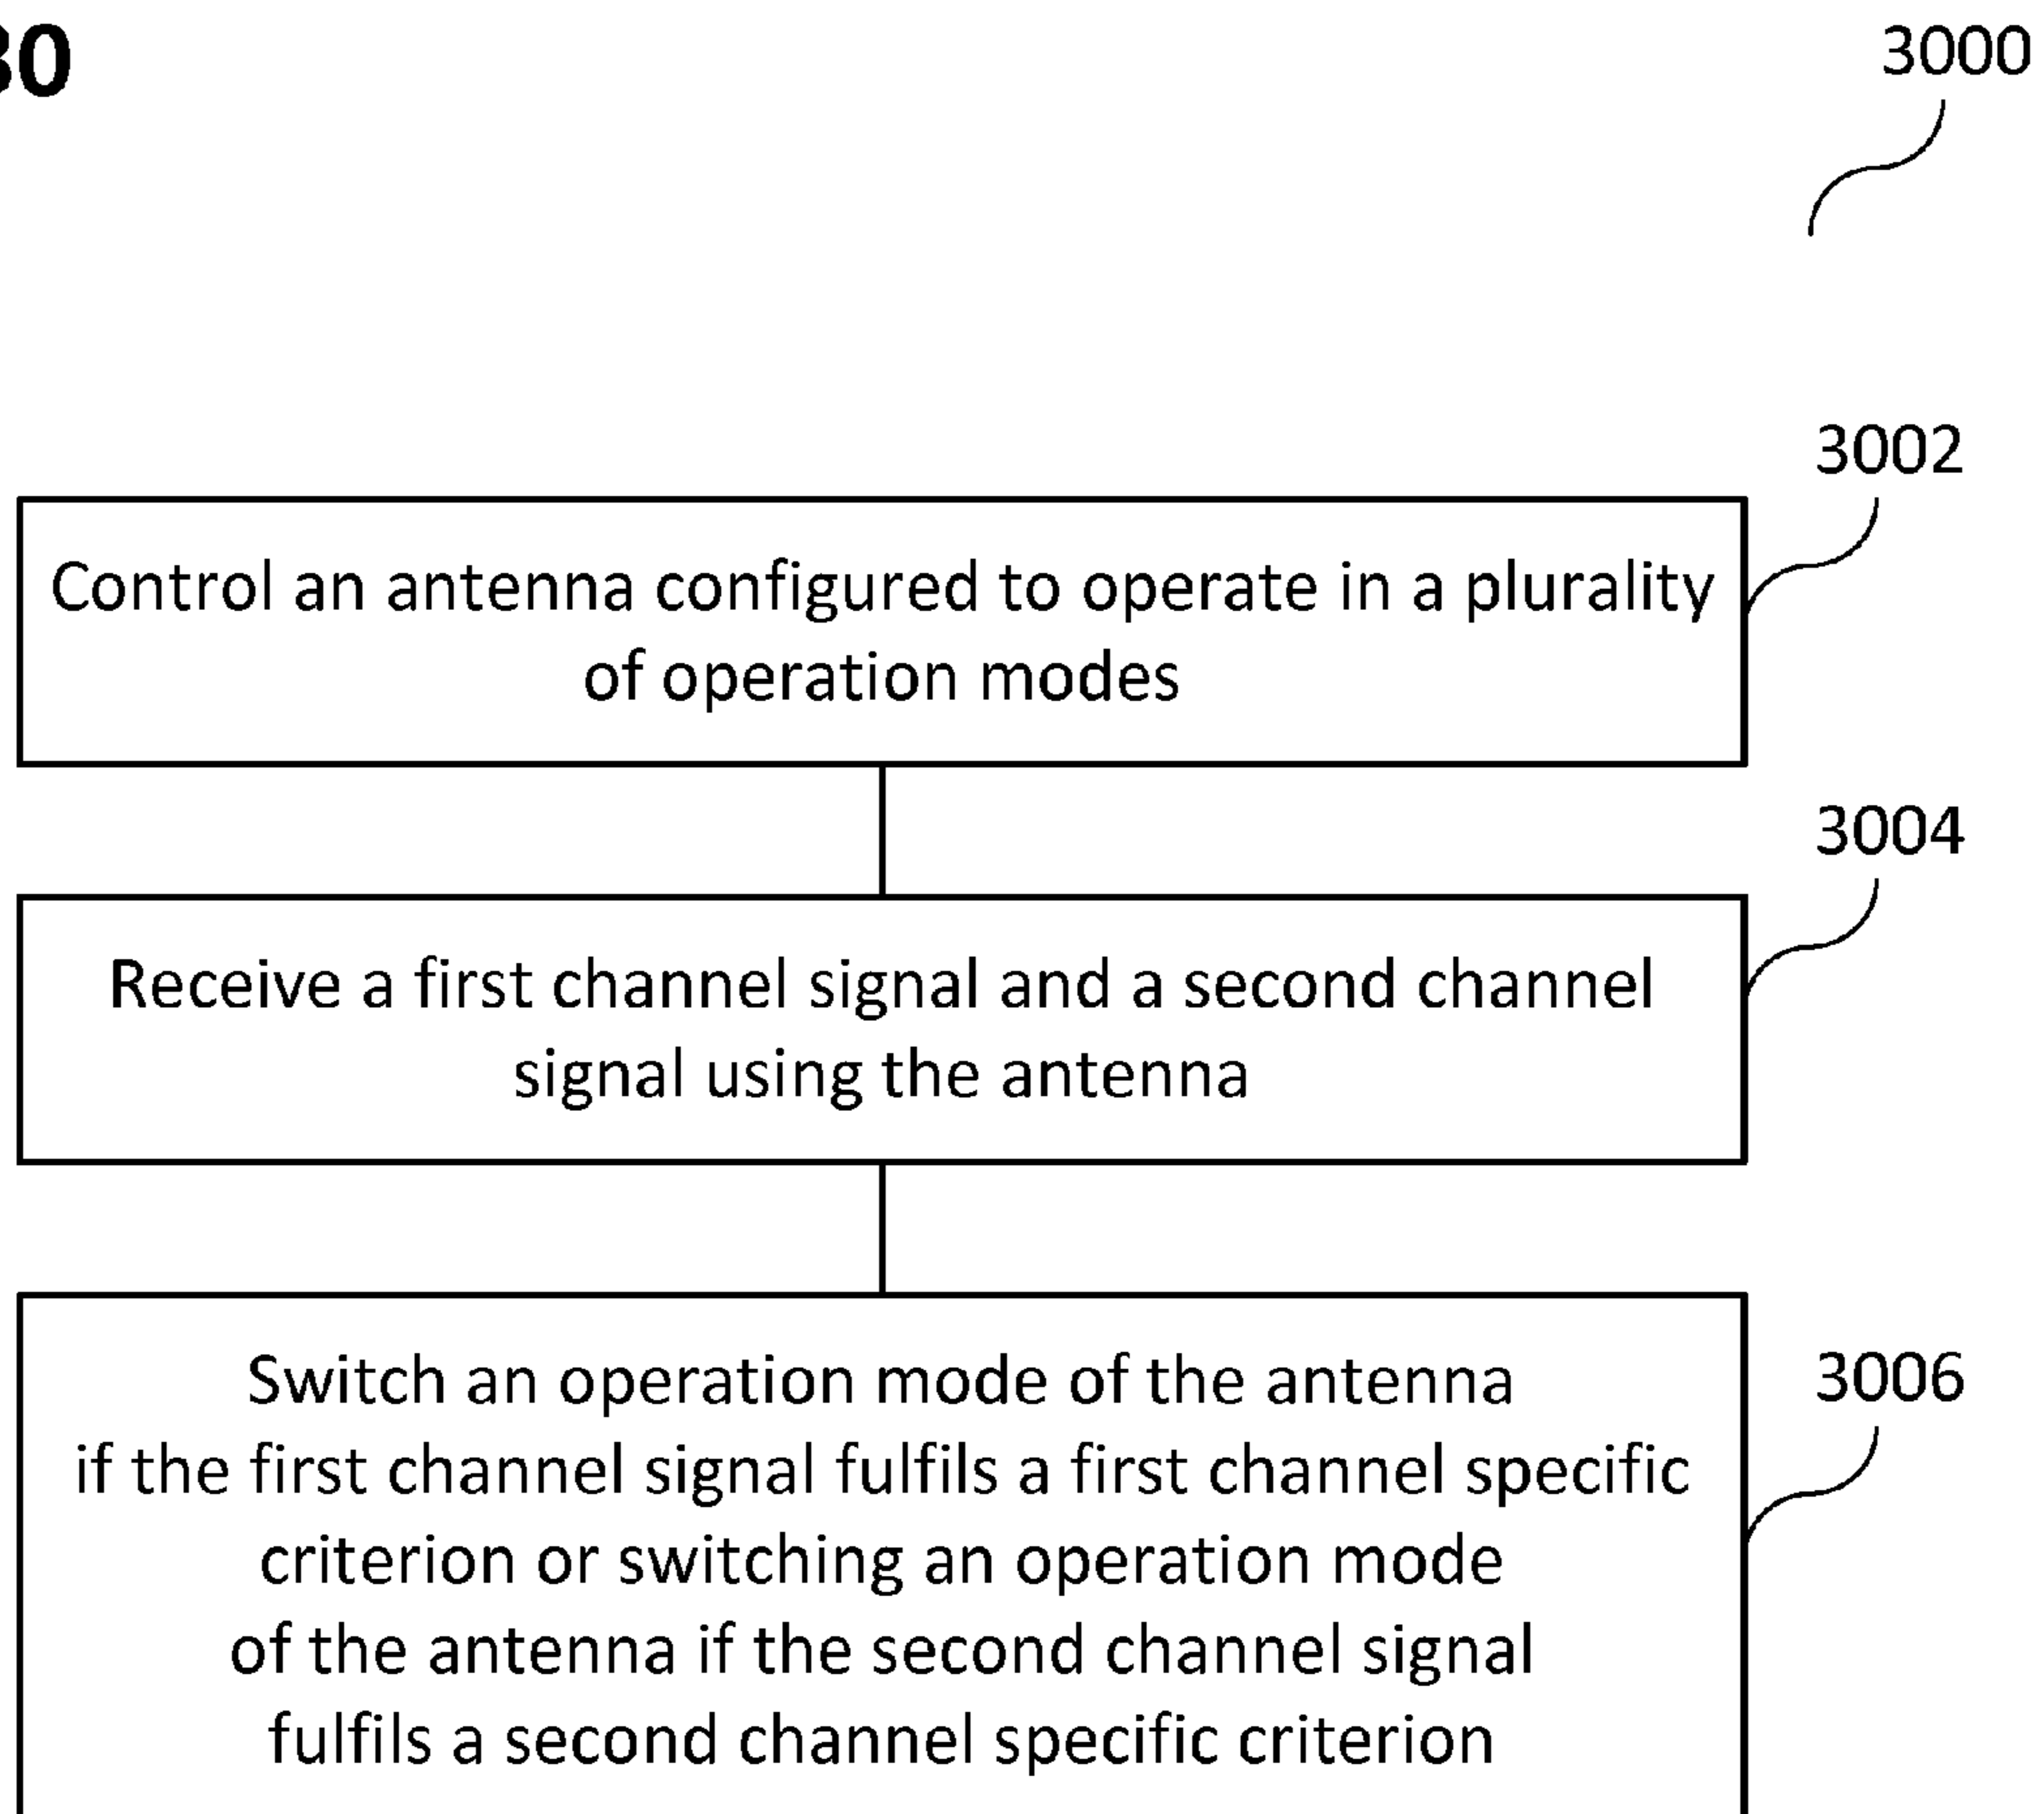 30
3000
3002
Control an antenna configured to operate in a plurality
of operation modes
3004
Receive a first channel signal and a second channel
signal using the antenna
3006
Switch an operation mode of the antenna
if the first channel signal fulfils a first channel specific
criterion or switching an operation mode
of the antenna if the second channel signal
fulfils a second channel specific criterion